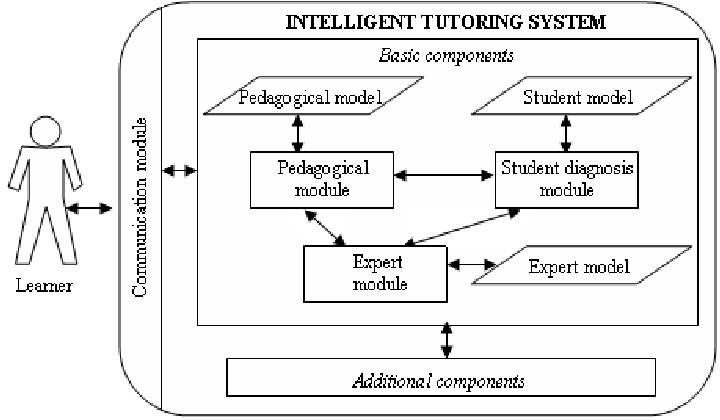 INTELLIGENT TUTORING SYSTEM
Basic components
Pedagogical model
Student model
Pedagogical
module
Student diagnosis
module
Communication module
Expert
module
Expert model
Learner
Additional components